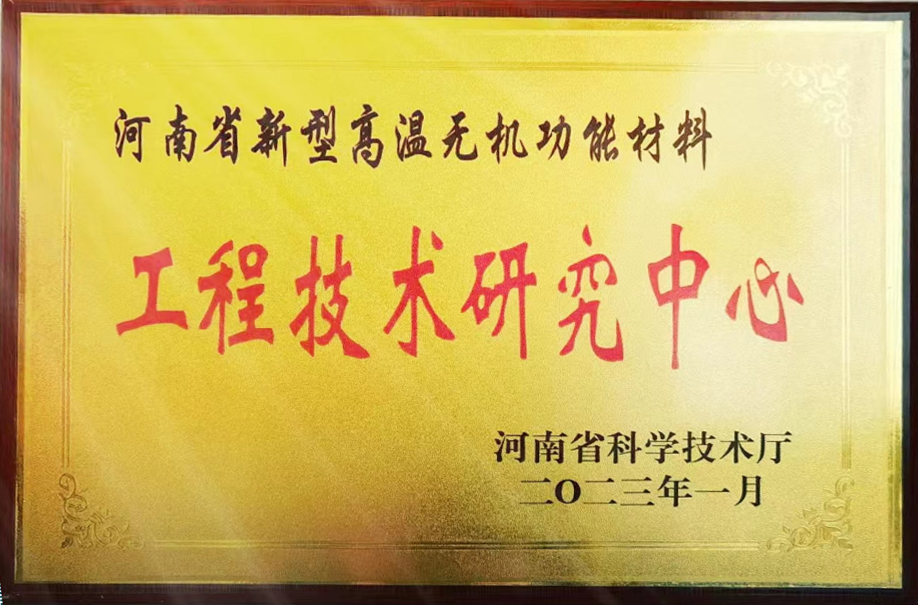 河南省新型高温无机功能材料
工程技术研究中心
河南省科学技术厅
二〇二三年一月